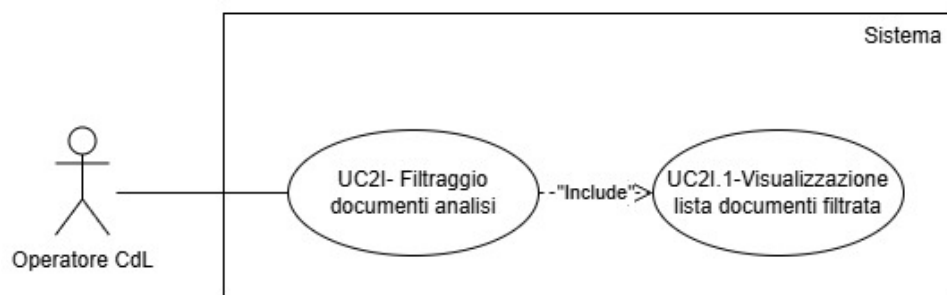 Sistema
UC2I- Filtraggio
documenti analisi
"Include"
UC2I.1-Visualizzazione
lista documenti filtrata
Operatore CdL